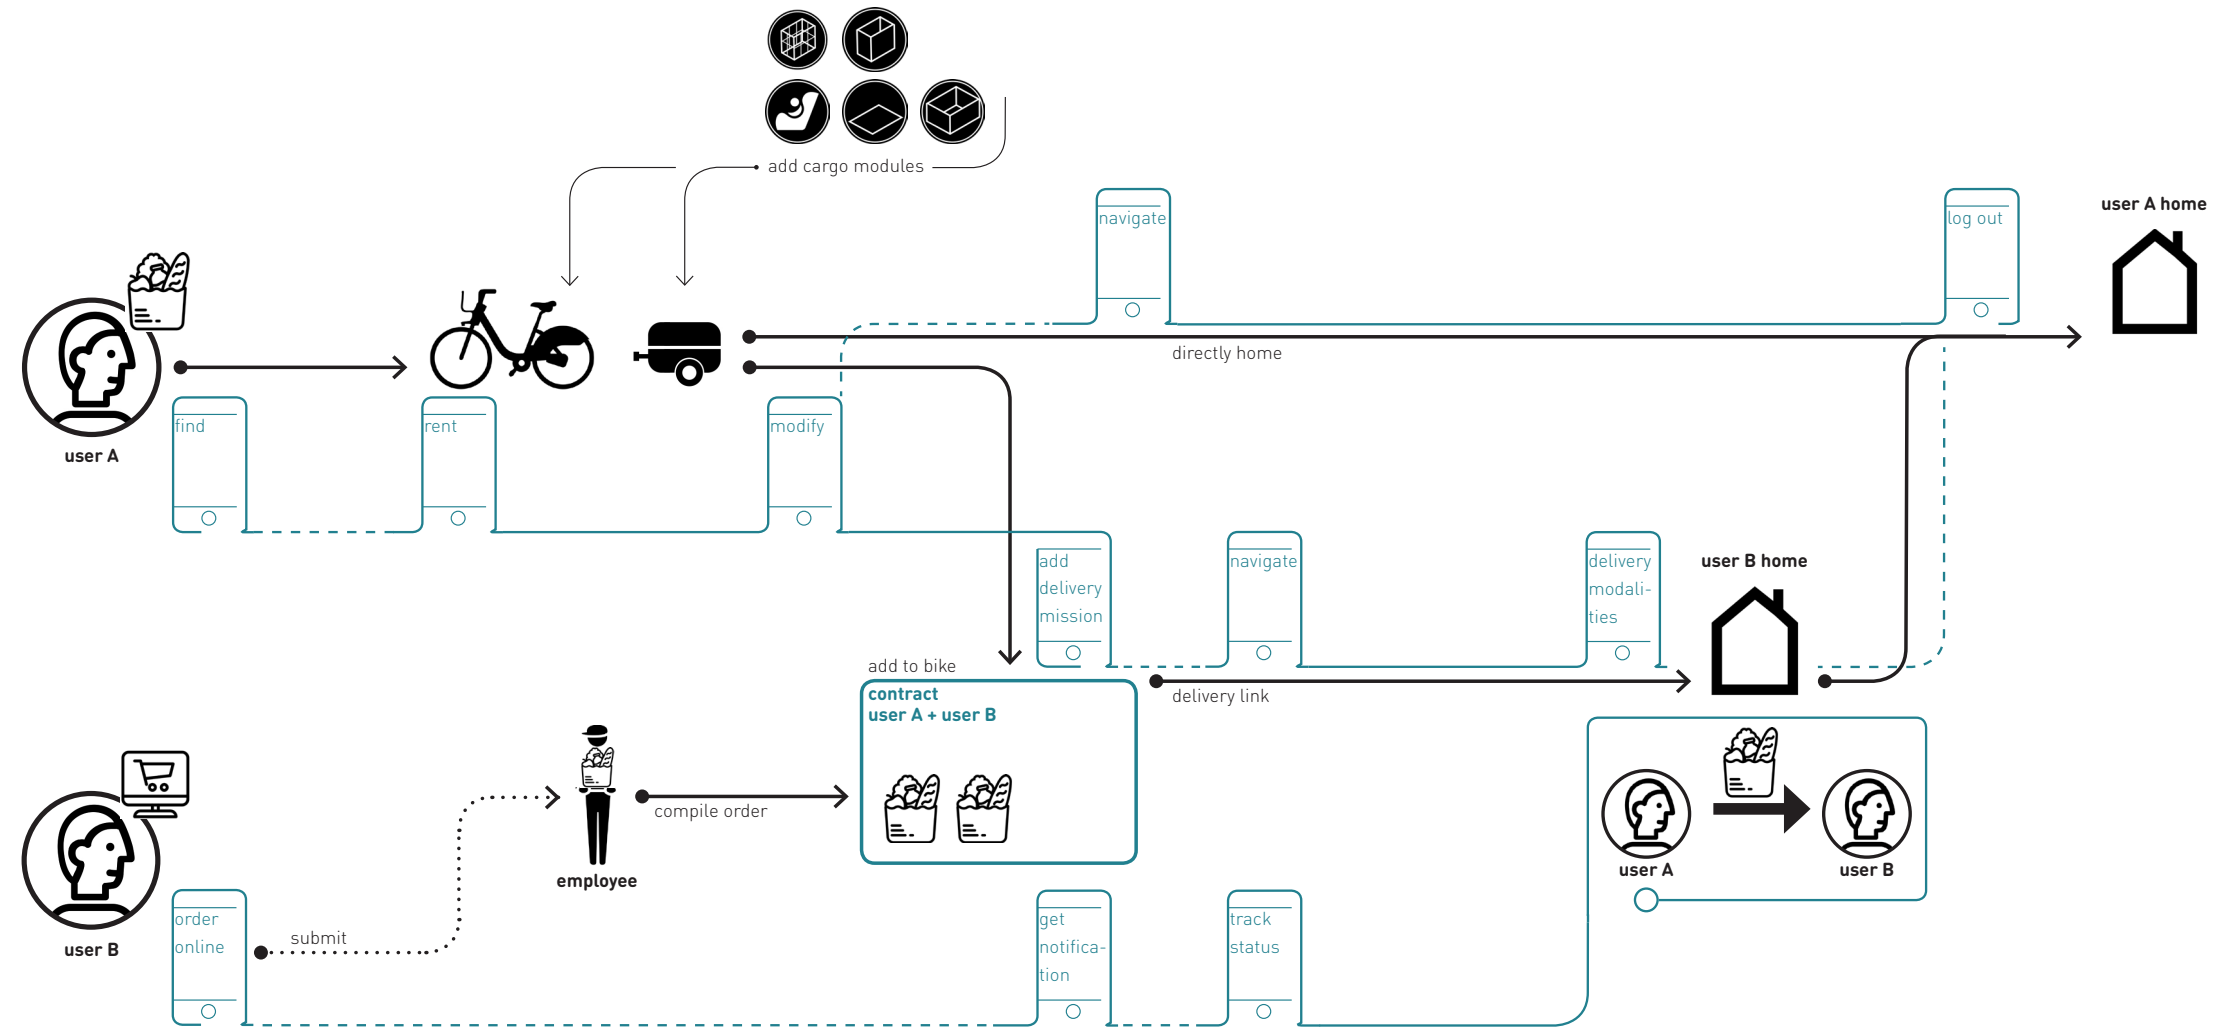 add cargo modules
navigate
log out
user A home
directly home
find
rent
modify
user A
add
delivery
mission
navigate
delivery
modali-
ties
user B home
add to bike
contract
user A + user B
delivery link
compile order
employee
user A
user B
order
online
submit
user B
get
notifica-
tion
track
status